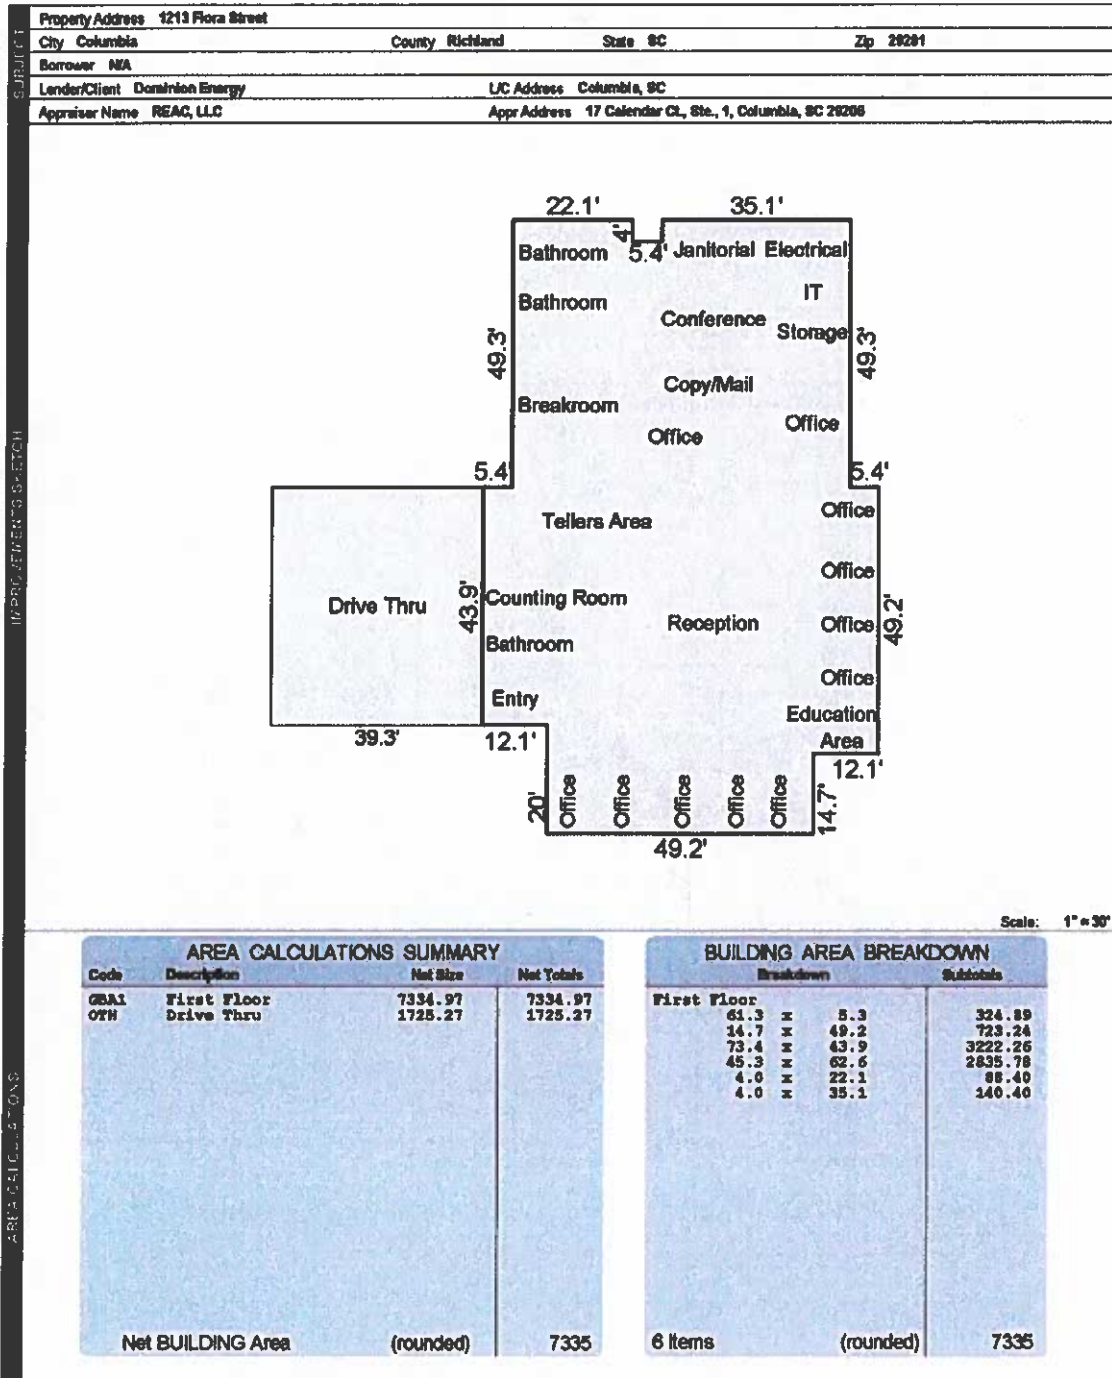 SUBJECT
Property Address 1213 Flora Street
City Columbia County Richland State SC Zip 29201
Borrower N/A
Lender/Client Dominion Energy L/C Address Columbia, SC
Appraiser Name REAC, LLC Appr Address 17 Calendar Ct., Ste., 1, Columbia, SC 29206
IMPROVEMENTS SKETCH
22.1' 35.1'
4'
5.4'
Bathroom Janitorial Electrical
IT
Bathroom Conference Storage
49.3' 49.3'
Copy/Mail
Breakroom Office
Office
5.4' 5.4'
Tellers Area Office
Office
Drive Thru 43.9' Counting Room
Reception Office 49.2'
Bathroom
Office
Entry Education
Area
39.3' 12.1' 12.1'
20' Office Office Office Office Office 14.7'
49.2'
Scale: 1" = 30'
AREA CALCULATIONS
AREA CALCULATIONS SUMMARY
Code Description Net Size Net Totals
GBA1 First Floor 7334.97 7334.97
OTH Drive Thru 1725.27 1725.27
Net BUILDING Area (rounded) 7335
BUILDING AREA BREAKDOWN
Breakdown Subtotals
First Floor
61.3 x 5.3 324.89
14.7 x 49.2 723.24
73.4 x 43.9 3222.26
45.3 x 62.6 2835.78
4.0 x 22.1 88.40
4.0 x 35.1 140.40
6 Items (rounded) 7335